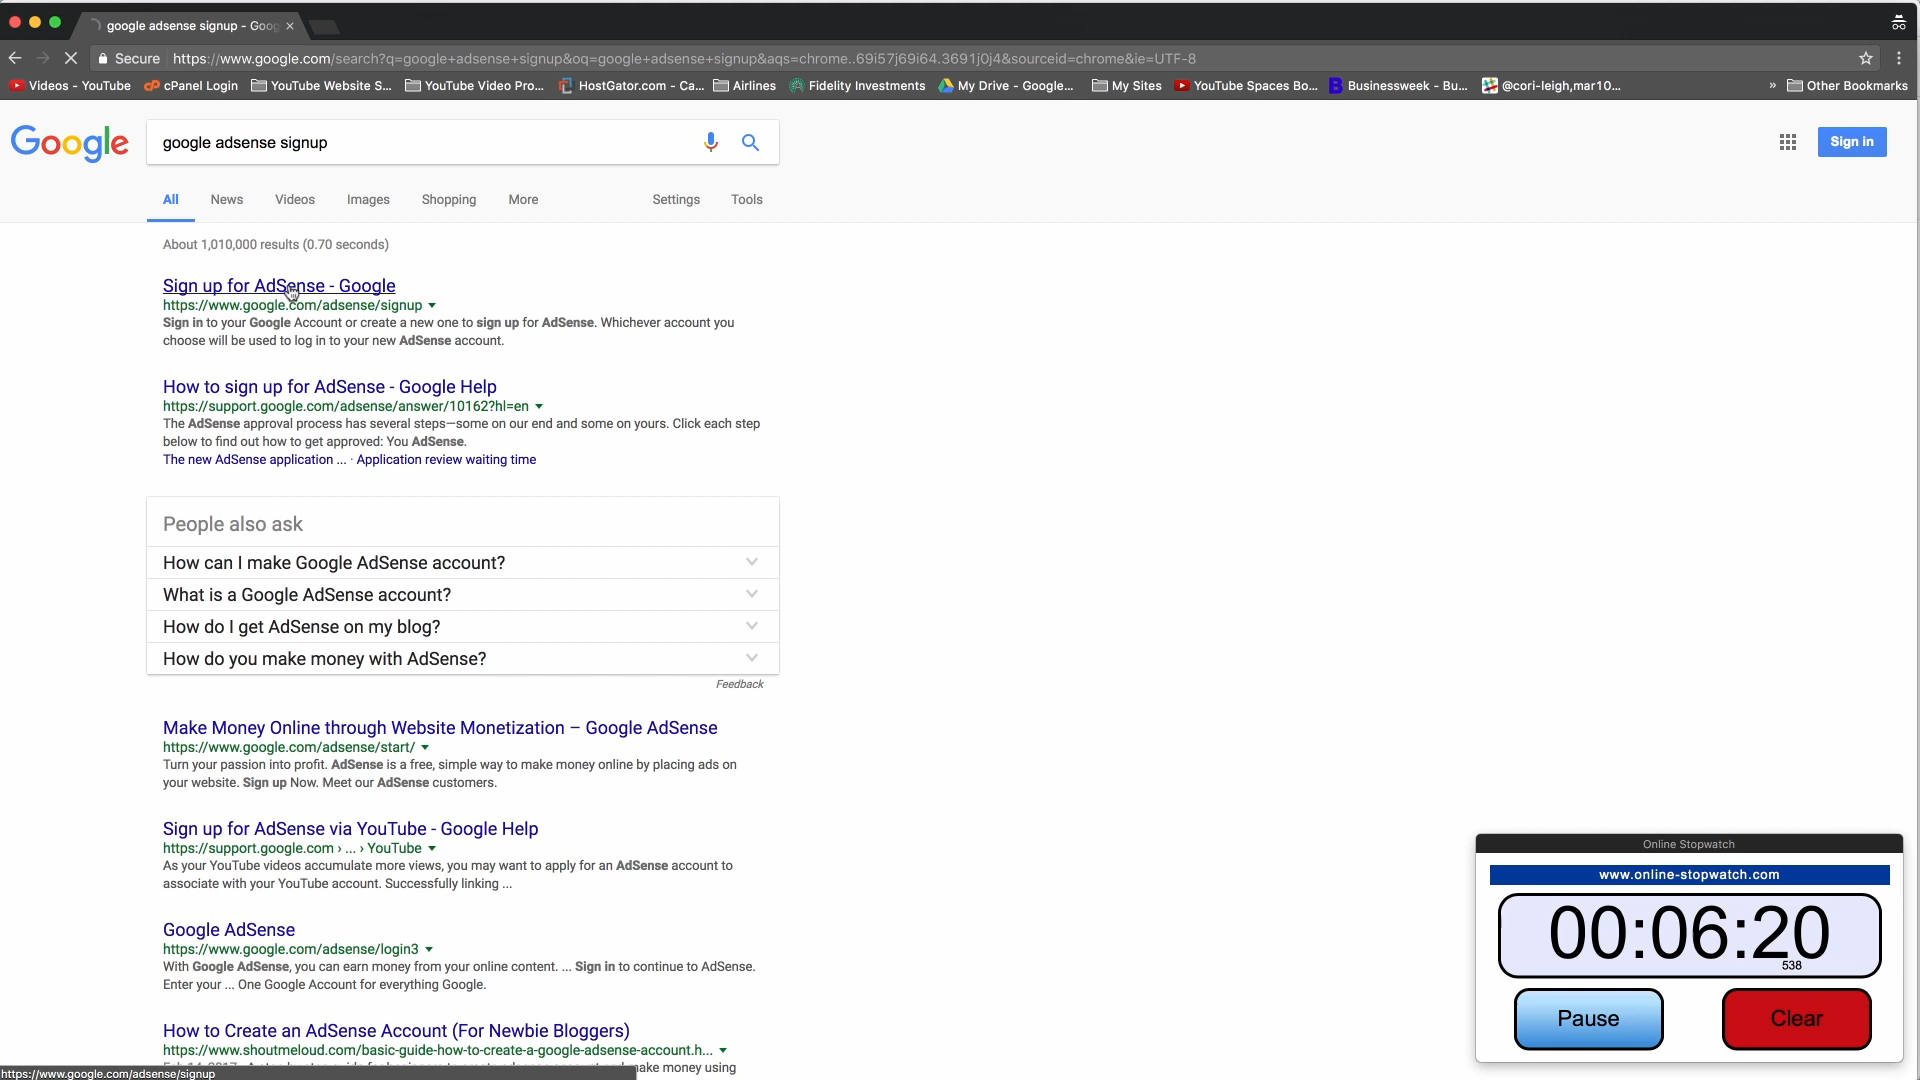 google adsense signup - Goog
Secure https://www.google.com/search?q=google+adsense+signup&oq=google+adsense+signup&aqs=chrome..69i57j69i64.3691j0j4&sourceid=chrome&ie=UTF-8
Videos - YouTube cPanel Login YouTube Website S... YouTube Video Pro... HostGator.com - Ca... Airlines Fidelity Investments My Drive - Google... My Sites YouTube Spaces Bo... Businessweek - Bu... @cori-leigh,mar10... » Other Bookmarks
Google google adsense signup Sign in
All News Videos Images Shopping More Settings Tools
About 1,010,000 results (0.70 seconds)
Sign up for AdSense - Google
https://www.google.com/adsense/signup
Sign in to your Google Account or create a new one to sign up for AdSense. Whichever account you
choose will be used to log in to your new AdSense account.
How to sign up for AdSense - Google Help
https://support.google.com/adsense/answer/10162?hl=en
The AdSense approval process has several steps—some on our end and some on yours. Click each step
below to find out how to get approved: You AdSense.
The new AdSense application ... · Application review waiting time
People also ask
How can I make Google AdSense account?
What is a Google AdSense account?
How do I get AdSense on my blog?
How do you make money with AdSense?
Feedback
Make Money Online through Website Monetization – Google AdSense
https://www.google.com/adsense/start/
Turn your passion into profit. AdSense is a free, simple way to make money online by placing ads on
your website. Sign up Now. Meet our AdSense customers.
Sign up for AdSense via YouTube - Google Help
https://support.google.com › ... › YouTube
As your YouTube videos accumulate more views, you may want to apply for an AdSense account to
associate with your YouTube account. Successfully linking ...
Google AdSense
https://www.google.com/adsense/login3
With Google AdSense, you can earn money from your online content. ... Sign in to continue to AdSense.
Enter your ... One Google Account for everything Google.
How to Create an AdSense Account (For Newbie Bloggers)
https://www.shoutmeloud.com/basic-guide-how-to-create-a-google-adsense-account.h...
make money using
https://www.google.com/adsense/signup
Online Stopwatch
www.online-stopwatch.com
00:06:20
538
Pause Clear